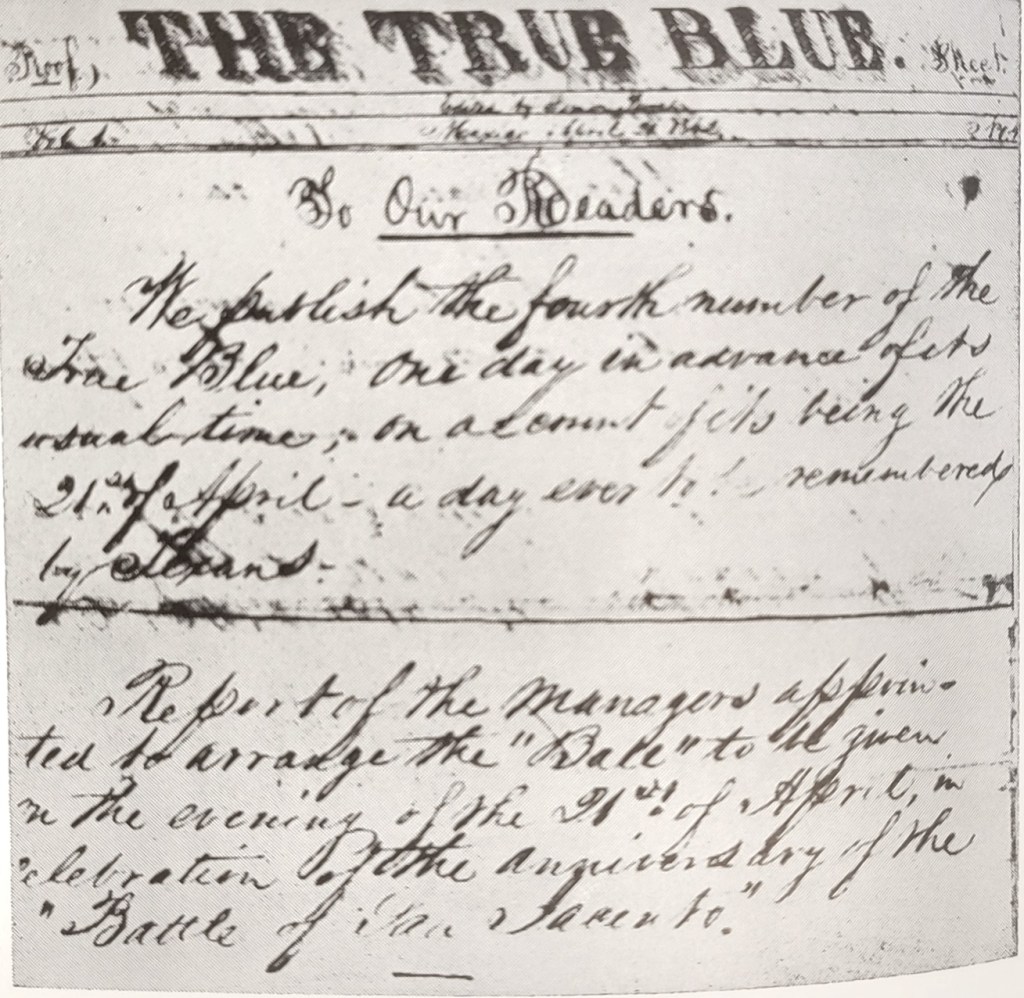 Proof, THE TRUE BLUE. Sheet.
To Our Readers.
We publish the fourth number of the
True Blue, one day in advance of its
usual time, on account of its being the
21st of April - a day ever to remembered
by Texans.
Report of the Managers appoin-
ted to arrange the "Ball" to be given
n the evening of the 21st of April, in
celebration of the anniversary of the
"Battle of San Jacinto."